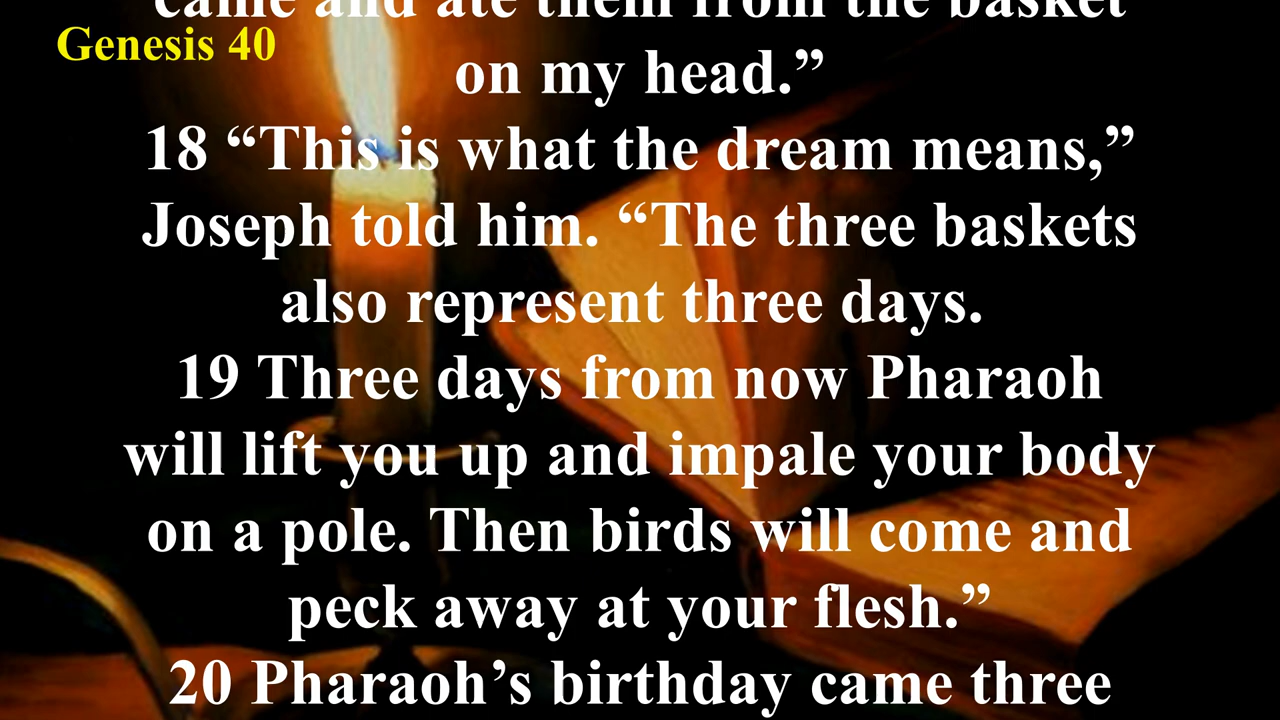 came and ate them from the basket
Genesis 40
on my head.”
18 “This is what the dream means,”
Joseph told him. “The three baskets
also represent three days.
19 Three days from now Pharaoh
will lift you up and impale your body
on a pole. Then birds will come and
peck away at your flesh.”
20 Pharaoh’s birthday came three